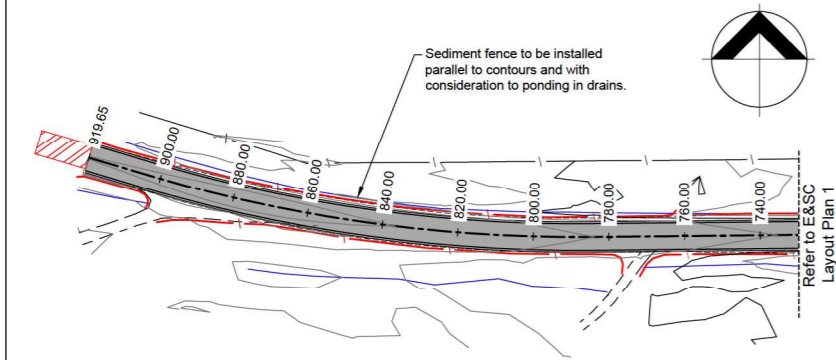 Sediment fence to be installed
parallel to contours and with
consideration to ponding in drains.
919.65
900.00
880.00
860.00
840.00
820.00
800.00
780.00
760.00
740.00
Refer to E&SC
Layout Plan 1